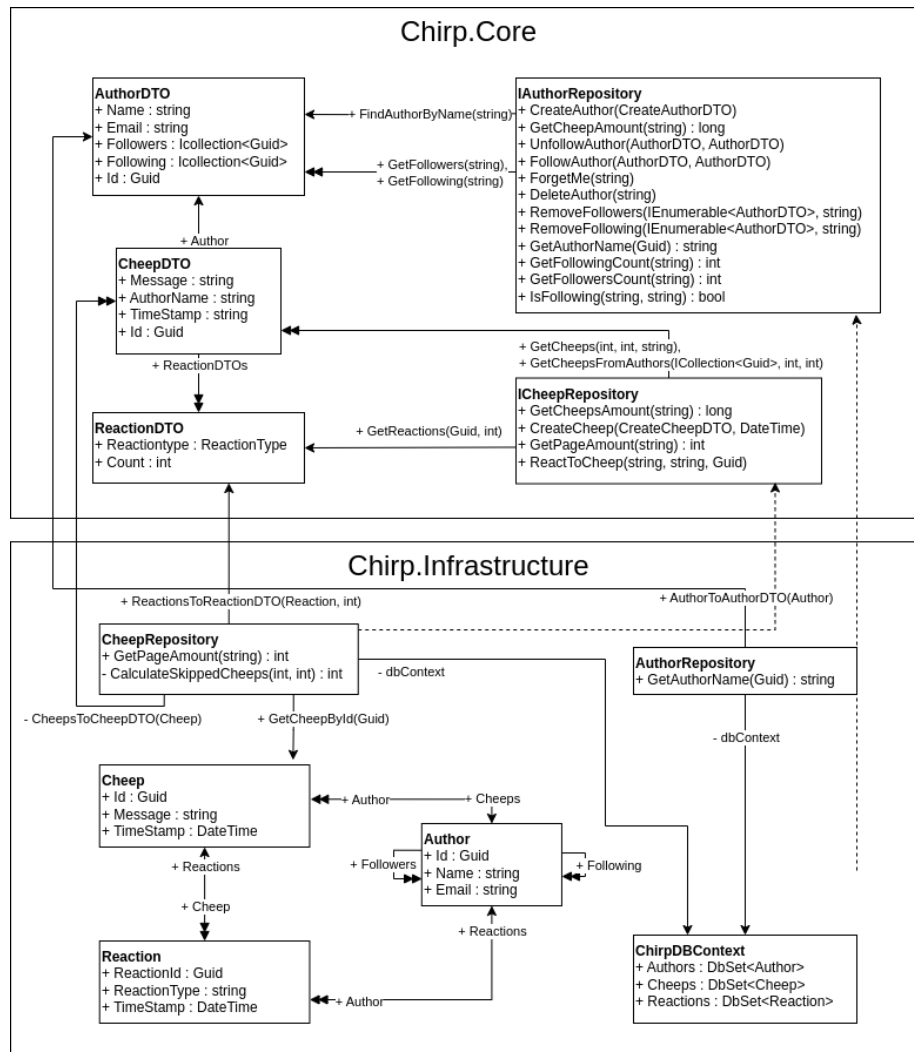 Chirp.Core
AuthorDTO
+ Name : string
+ Email : string
+ Followers : Icollection<Guid>
+ Following : Icollection<Guid>
+ Id : Guid
+ FindAuthorByName(string)
+ GetFollowers(string),
+ GetFollowing(string)
IAuthorRepository
+ CreateAuthor(CreateAuthorDTO)
+ GetCheepAmount(string) : long
+ UnfollowAuthor(AuthorDTO, AuthorDTO)
+ FollowAuthor(AuthorDTO, AuthorDTO)
+ ForgetMe(string)
+ DeleteAuthor(string)
+ RemoveFollowers(IEnumerable<AuthorDTO>, string)
+ RemoveFollowing(IEnumerable<AuthorDTO>, string)
+ GetAuthorName(Guid) : string
+ GetFollowingCount(string) : int
+ GetFollowersCount(string) : int
+ IsFollowing(string, string) : bool
+ Author
CheepDTO
+ Message : string
+ AuthorName : string
+ TimeStamp : string
+ Id : Guid
+ ReactionDTOs
+ GetCheeps(int, int, string),
+ GetCheepsFromAuthors(ICollection<Guid>, int, int)
ReactionDTO
+ Reactiontype : ReactionType
+ Count : int
+ GetReactions(Guid, int)
ICheepRepository
+ GetCheepsAmount(string) : long
+ CreateCheep(CreateCheepDTO, DateTime)
+ GetPageAmount(string) : int
+ ReactToCheep(string, string, Guid)
Chirp.Infrastructure
+ ReactionsToReactionDTO(Reaction, int)
+ AuthorToAuthorDTO(Author)
CheepRepository
+ GetPageAmount(string) : int
- CalculateSkippedCheeps(int, int) : int
- dbContext
AuthorRepository
+ GetAuthorName(Guid) : string
- CheepsToCheepDTO(Cheep)
+ GetCheepById(Guid)
- dbContext
Cheep
+ Id : Guid
+ Message : string
+ TimeStamp : DateTime
+ Author
+ Cheeps
Author
+ Id : Guid
+ Name : string
+ Email : string
+ Followers
+ Following
+ Reactions
+ Cheep
+ Reactions
Reaction
+ ReactionId : Guid
+ ReactionType : string
+ TimeStamp : DateTime
+ Author
ChirpDBContext
+ Authors : DbSet<Author>
+ Cheeps : DbSet<Cheep>
+ Reactions : DbSet<Reaction>